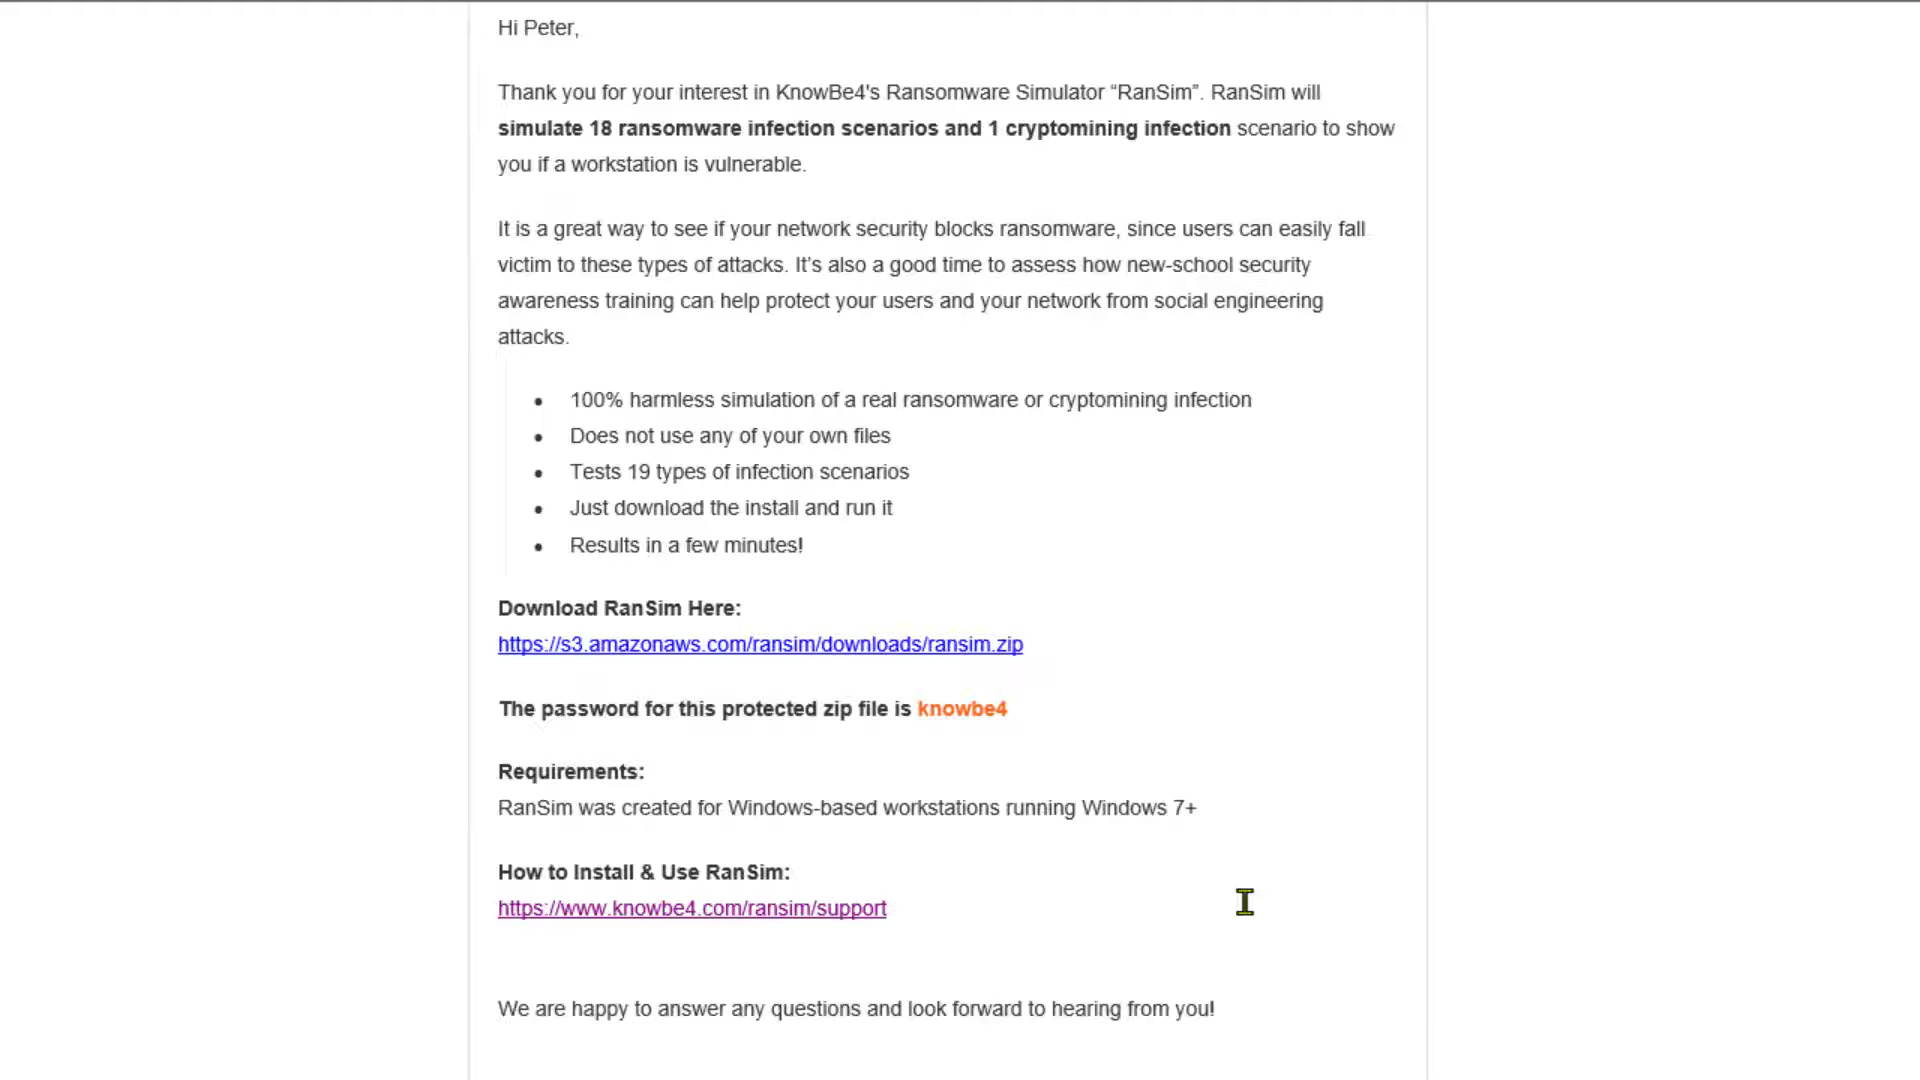 Hi Peter,
Thank you for your interest in KnowBe4's Ransomware Simulator “RanSim”. RanSim will
simulate 18 ransomware infection scenarios and 1 cryptomining infection scenario to show
you if a workstation is vulnerable.
It is a great way to see if your network security blocks ransomware, since users can easily fall
victim to these types of attacks. It’s also a good time to assess how new-school security
awareness training can help protect your users and your network from social engineering
attacks.
• 100% harmless simulation of a real ransomware or cryptomining infection
• Does not use any of your own files
• Tests 19 types of infection scenarios
• Just download the install and run it
• Results in a few minutes!
Download RanSim Here:
https://s3.amazonaws.com/ransim/downloads/ransim.zip
The password for this protected zip file is knowbe4
Requirements:
RanSim was created for Windows-based workstations running Windows 7+
How to Install & Use RanSim:
https://www.knowbe4.com/ransim/support
We are happy to answer any questions and look forward to hearing from you!